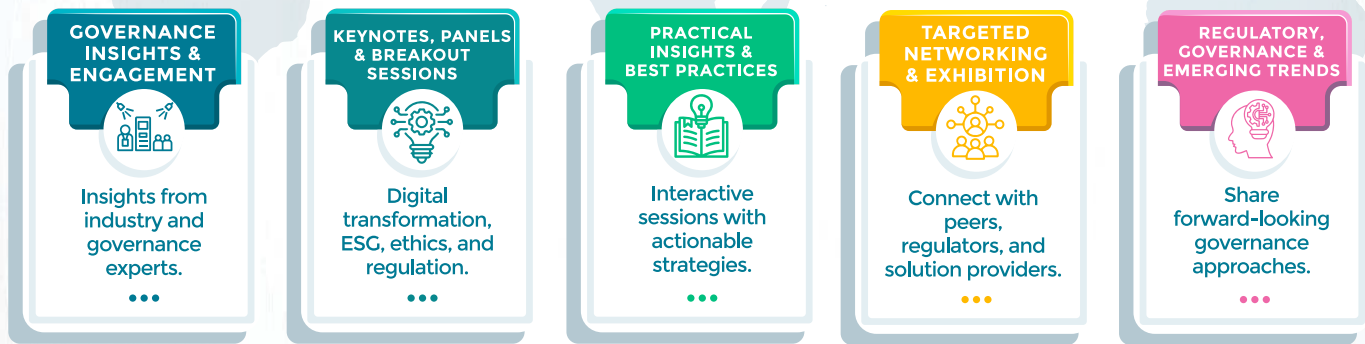 GOVERNANCE
INSIGHTS &
ENGAGEMENT
Insights from
industry and
governance
experts.
KEYNOTES, PANELS
& BREAKOUT
SESSIONS
Digital
transformation,
ESG, ethics, and
regulation.
PRACTICAL
INSIGHTS &
BEST PRACTICES
Interactive
sessions with
actionable
strategies.
TARGETED
NETWORKING
& EXHIBITION
Connect with
peers,
regulators, and
solution providers.
REGULATORY,
GOVERNANCE &
EMERGING TRENDS
Share
forward-looking
governance
approaches.